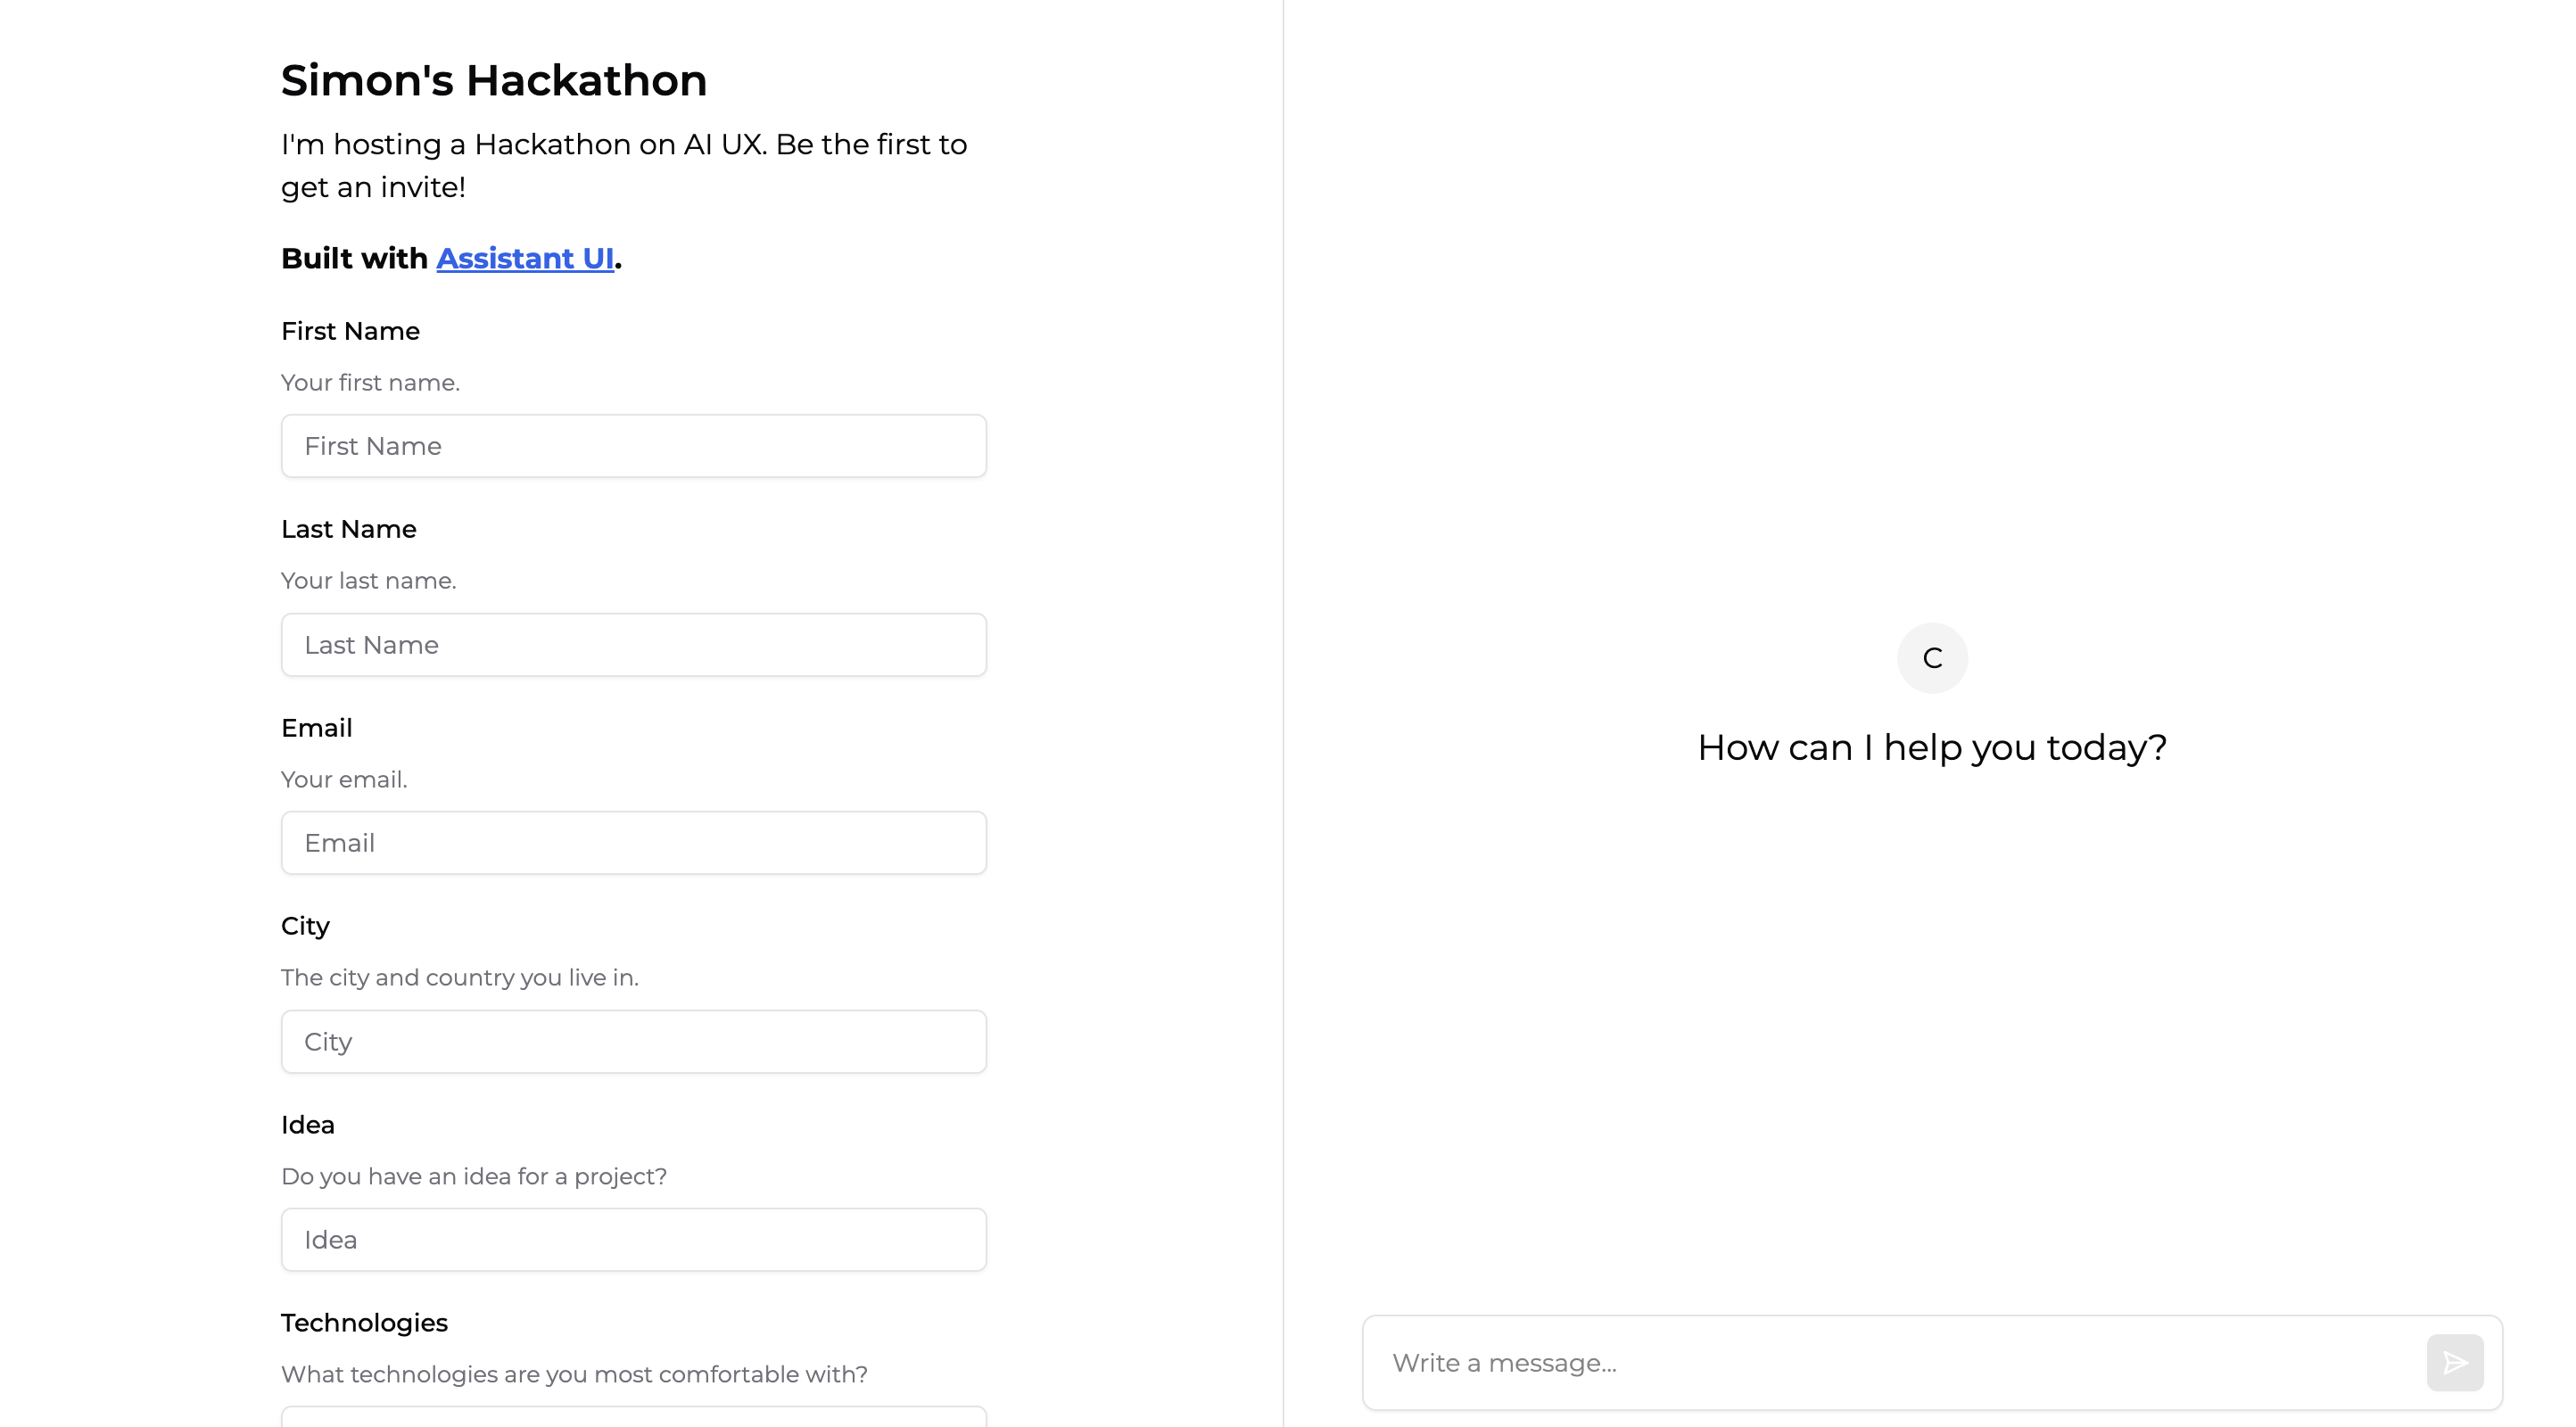 Simon's Hackathon
I'm hosting a Hackathon on AI UX. Be the first to
get an invite!
Built with Assistant UI.
First Name
Your first name.
First Name
Last Name
Your last name.
Last Name
Email
Your email.
Email
City
The city and country you live in.
City
Idea
Do you have an idea for a project?
Idea
Technologies
What technologies are you most comfortable with?
C
How can I help you today?
Write a message...